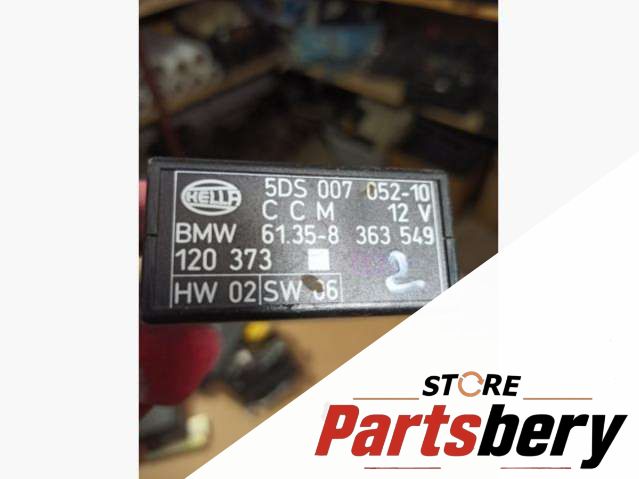 HELLA
5DS 007 052-10
C C M 12 V
BMW 61.35-8 363 549
120 373 2
HW 02 SW 06
STORE
Partsbery